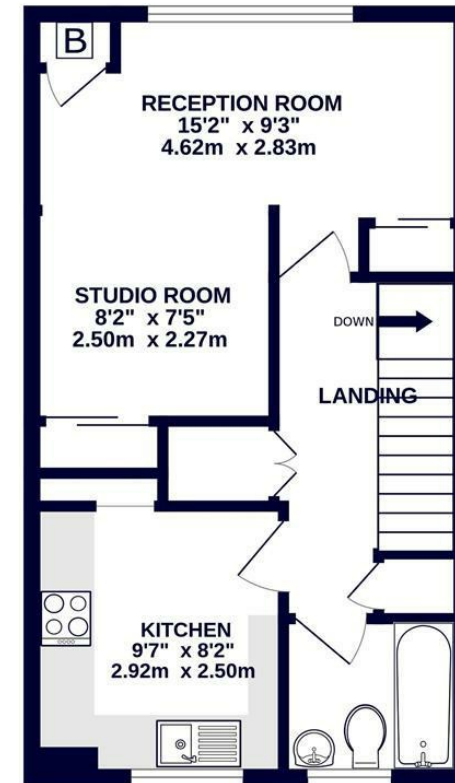 B
RECEPTION ROOM
15'2" x 9'3"
4.62m x 2.83m
STUDIO ROOM
8'2" x 7'5"
2.50m x 2.27m
DOWN
LANDING
KITCHEN
9'7" x 8'2"
2.92m x 2.50m